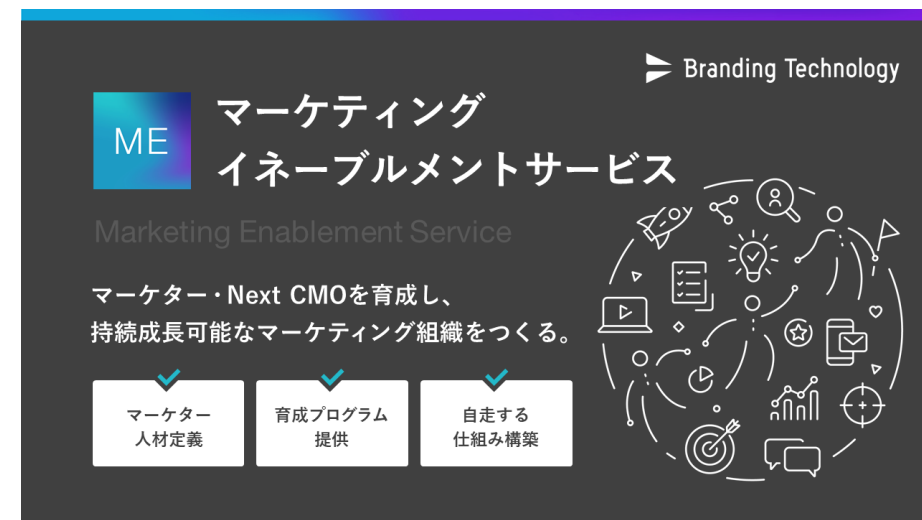 Branding Technology
ME
マーケティング
イネーブルメントサービス
Marketing Enablement Service
マーケター・Next CMOを育成し、
持続成長可能なマーケティング組織をつくる。
マーケター
人材定義
育成プログラム
提供
自走する
仕組み構築